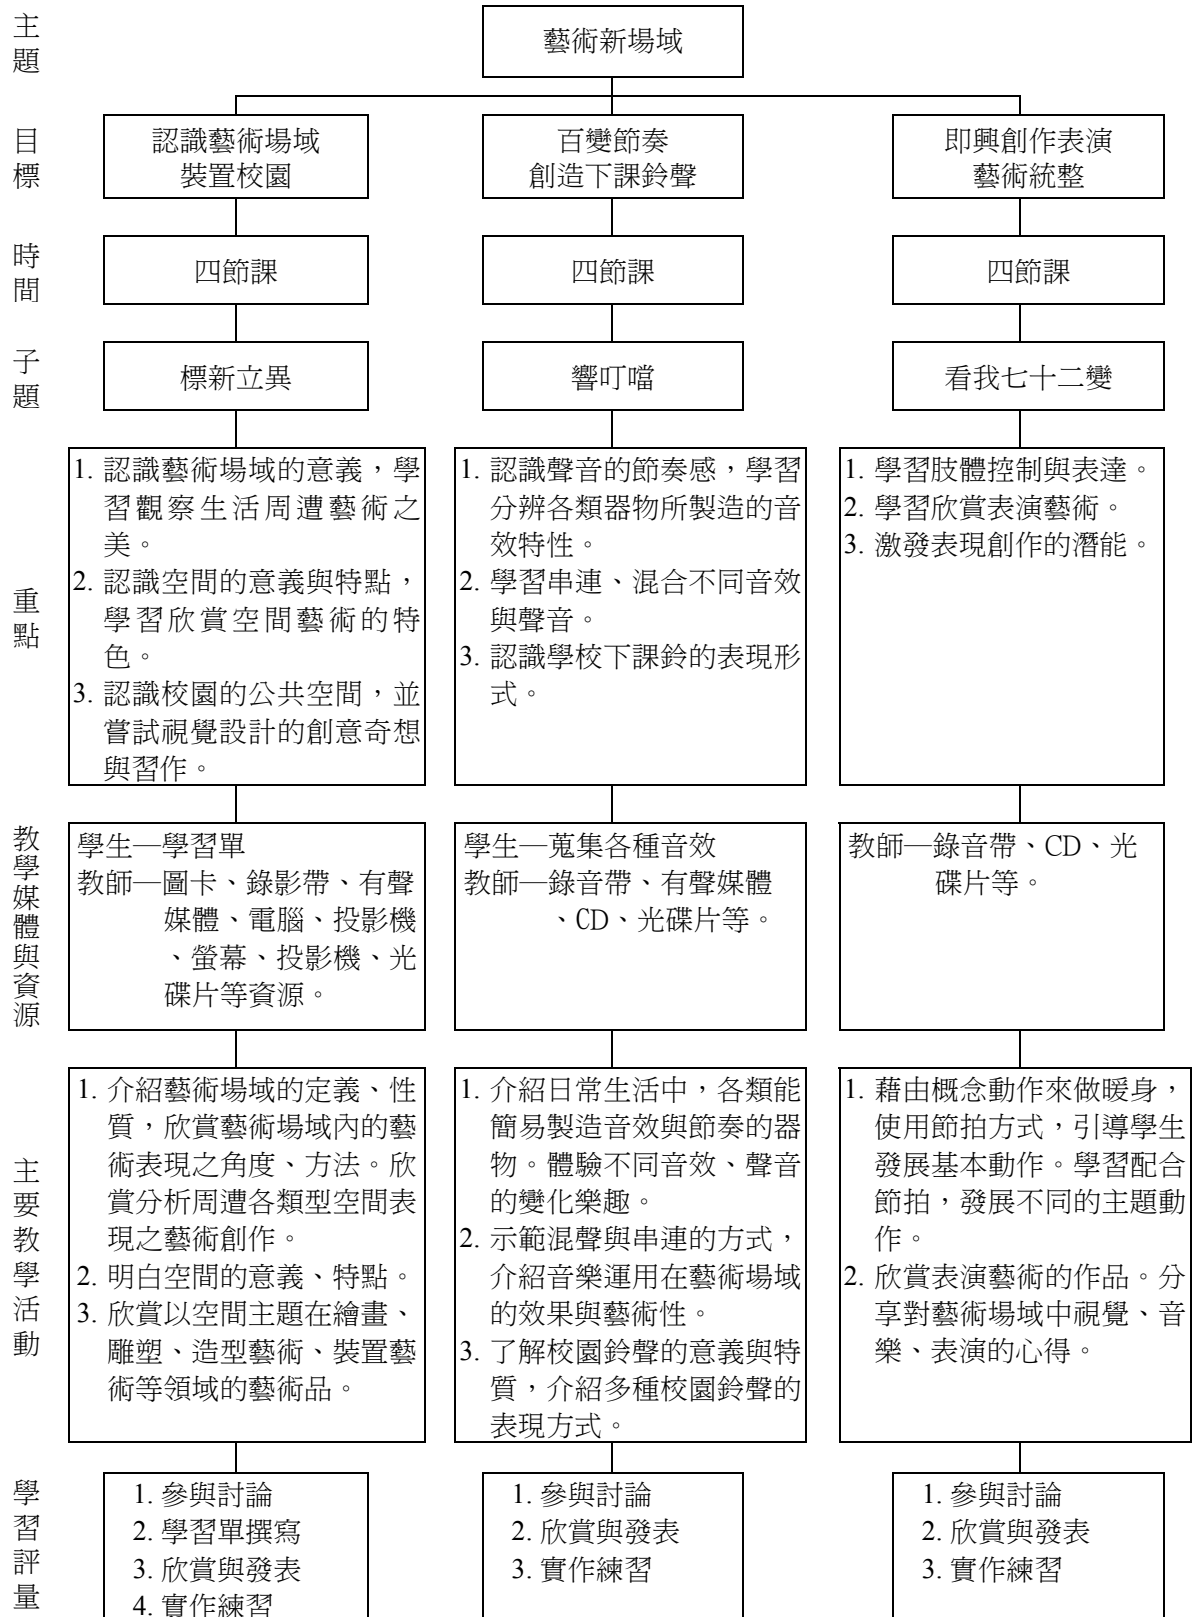 主題
藝術新場域
目標
認識藝術場域
裝置校園
百變節奏
創造下課鈴聲
即興創作表演
藝術統整
時間
四節課
四節課
四節課
子題
標新立異
響叮噹
看我七十二變
重點
1. 認識藝術場域的意義，學
習觀察生活周遭藝術之
美。
2. 認識空間的意義與特點，
學習欣賞空間藝術的特
色。
3. 認識校園的公共空間，並
嘗試視覺設計的創意奇想
與習作。
1. 認識聲音的節奏感，學習
分辨各類器物所製造的音
效特性。
2. 學習串連、混合不同音效
與聲音。
3. 認識學校下課鈴的表現形
式。
1. 學習肢體控制與表達。
2. 學習欣賞表演藝術。
3. 激發表現創作的潛能。
教學媒體與資源
學生─學習單
教師─圖卡、錄影帶、有聲
媒體、電腦、投影機
、螢幕、投影機、光
碟片等資源。
學生─蒐集各種音效
教師─錄音帶、有聲媒體
、CD、光碟片等。
教師─錄音帶、CD、光
碟片等。
主要教學活動
1. 介紹藝術場域的定義、性
質，欣賞藝術場域內的藝
術表現之角度、方法。欣
賞分析周遭各類型空間表
現之藝術創作。
2. 明白空間的意義、特點。
3. 欣賞以空間主題在繪畫、
雕塑、造型藝術、裝置藝
術等領域的藝術品。
1. 介紹日常生活中，各類能
簡易製造音效與節奏的器
物。體驗不同音效、聲音
的變化樂趣。
2. 示範混聲與串連的方式，
介紹音樂運用在藝術場域
的效果與藝術性。
3. 了解校園鈴聲的意義與特
質，介紹多種校園鈴聲的
表現方式。
1. 藉由概念動作來做暖身，
使用節拍方式，引導學生
發展基本動作。學習配合
節拍，發展不同的主題動
作。
2. 欣賞表演藝術的作品。分
享對藝術場域中視覺、音
樂、表演的心得。
學習評量
1. 參與討論
2. 學習單撰寫
3. 欣賞與發表
4. 實作練習
1. 參與討論
2. 欣賞與發表
3. 實作練習
1. 參與討論
2. 欣賞與發表
3. 實作練習